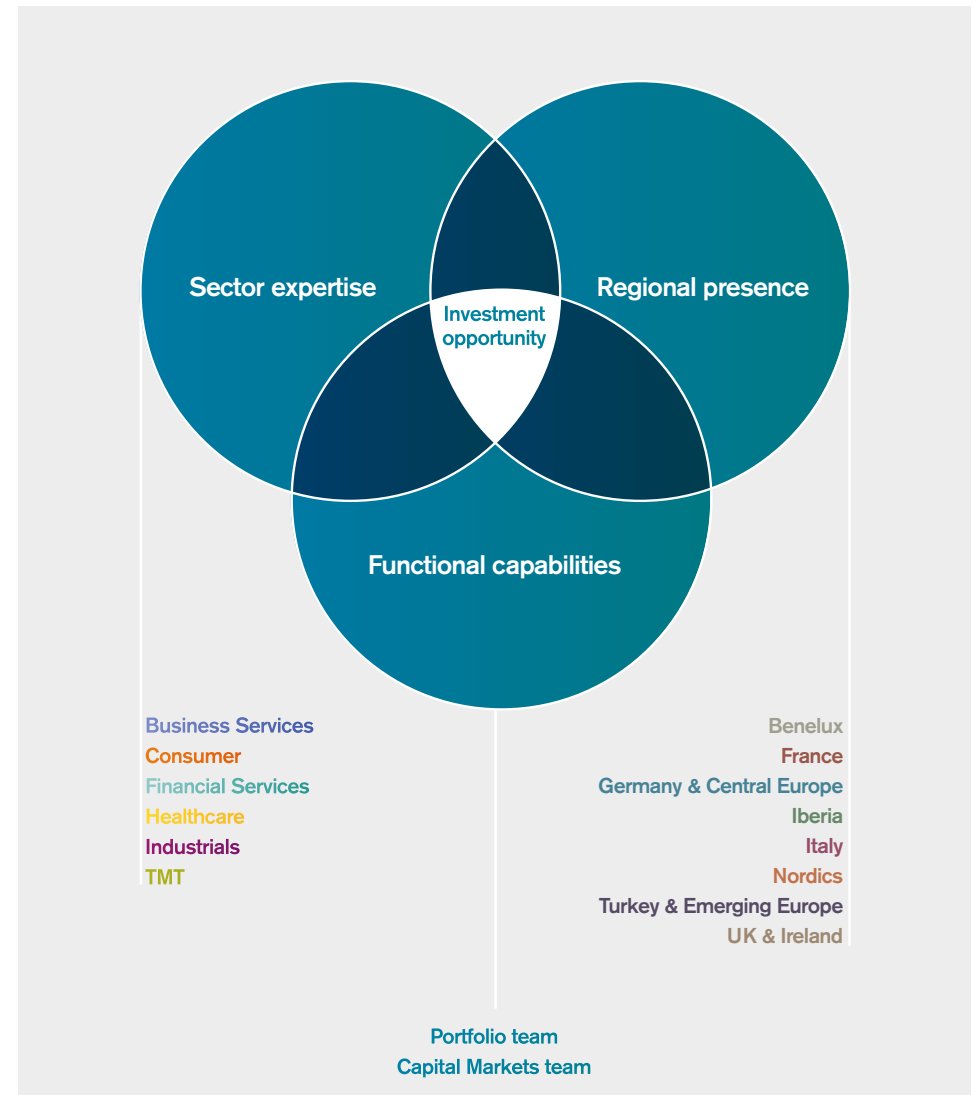 Sector expertise
Regional presence
Investment
opportunity
Functional capabilities
Business Services
Consumer
Financial Services
Healthcare
Industrials
TMT
Benelux
France
Germany & Central Europe
Iberia
Italy
Nordics
Turkey & Emerging Europe
UK & Ireland
Portfolio team
Capital Markets team